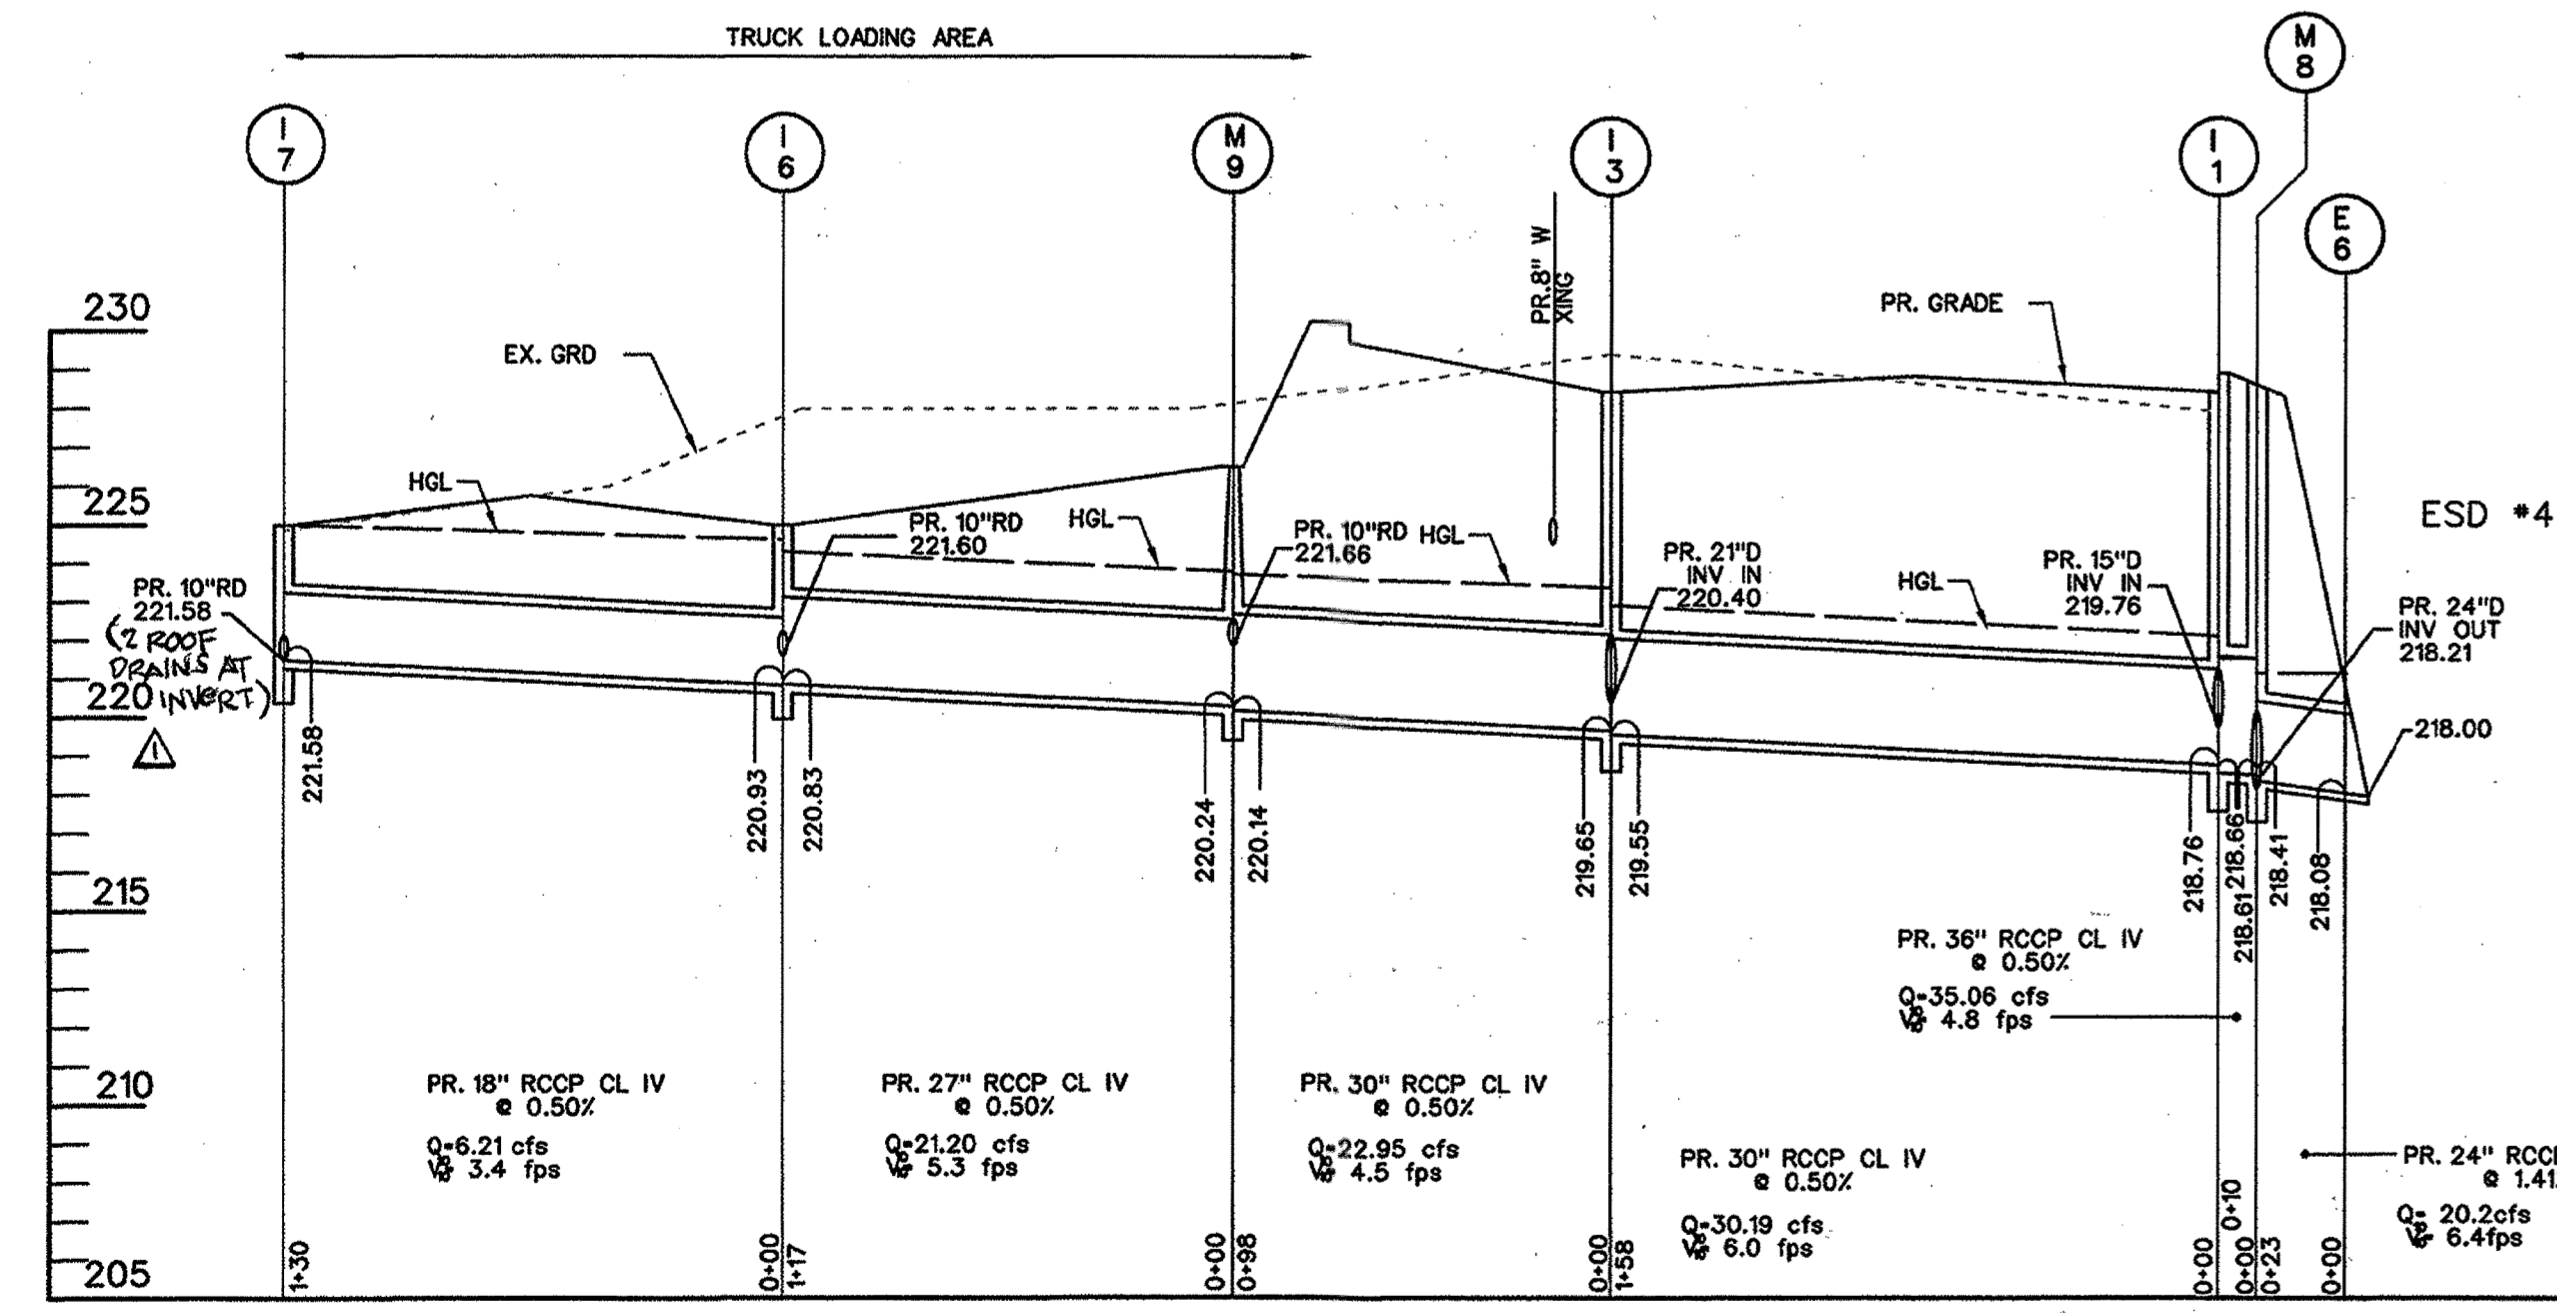 TRUCK LOADING AREA
M
8
I
7
I
6
M
9
I
3
I
1
E
6
230
225
220
215
210
205
EX. GRD
PR. GRADE
PR.8" W
XING
HGL
HGL
HGL
HGL
PR. 10"RD
221.60
PR. 10"RD
221.66
PR. 21"D
INV IN
220.40
PR. 15"D
INV IN
219.76
ESD #4
PR. 24"D
INV OUT
218.21
218.00
PR. 10"RD
221.58
(2 ROOF
DRAINS AT
INVERT)
1
221.58
220.93
220.83
220.24
220.14
219.65
219.55
218.76
218.66
218.61
218.41
218.08
PR. 36" RCCP CL IV
@ 0.50%
Q=35.06 cfs
4.8 fps
PR. 18" RCCP CL IV
@ 0.50%
Q=6.21 cfs
3.4 fps
PR. 27" RCCP CL IV
@ 0.50%
Q=21.20 cfs
5.3 fps
PR. 30" RCCP CL IV
@ 0.50%
Q=22.95 cfs
4.5 fps
PR. 30" RCCP CL IV
@ 0.50%
Q=30.19 cfs
6.0 fps
PR. 24"
@ 1.41
Q= 20.2cfs
6.4fps
1+30
0+00
1+17
0+00
0+98
0+00
1+58
0+00
0+10
0+00
0+23
0+00